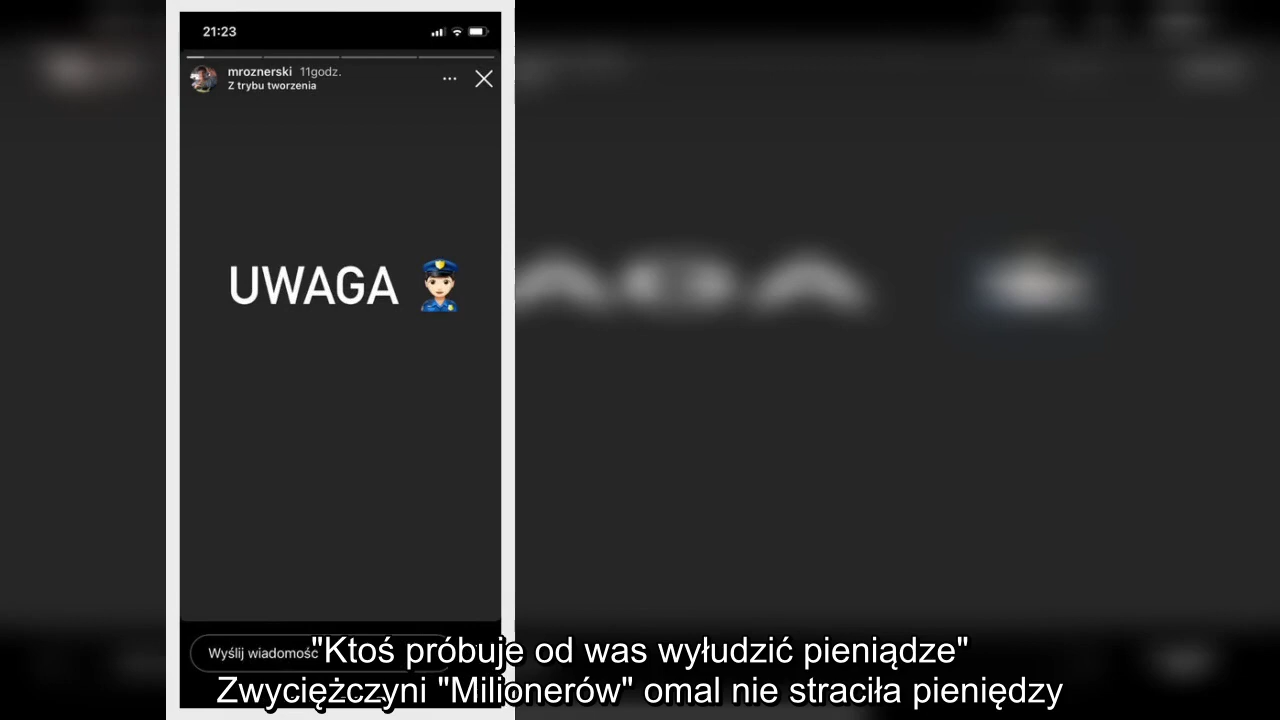 21:23
mroznerski 11godz.
Z trybu tworzenia
UWAGA
Wyślij wiadomość
"Ktoś próbuje od was wyłudzić pieniądze"
Zwyciężczyni "Milionerów" omal nie straciła pieniędzy